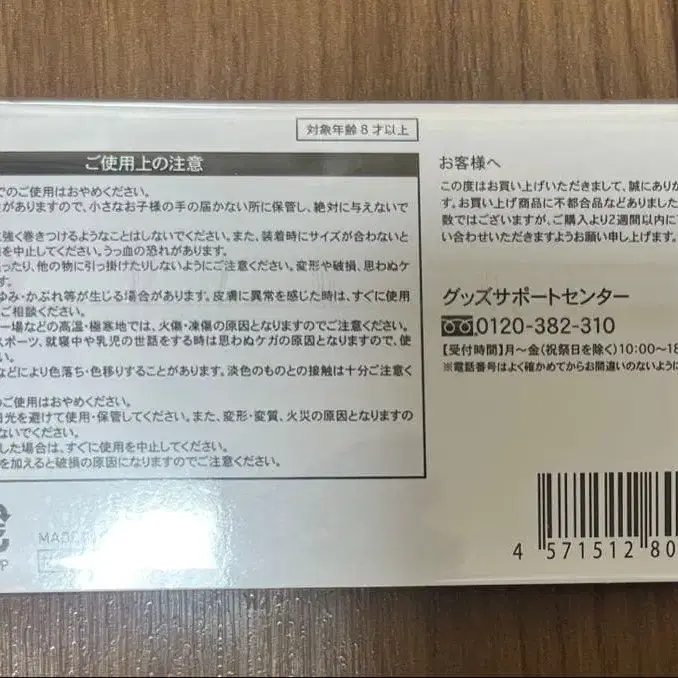 対象年齢8才以上
ご使用上の注意
でのご使用はおやめください。
がありますので、小さなお子様の手の届かない所に保管し、絶対に与えないで
強く巻きつけるようなことはしないでください。また、装着時にサイズが合わないと
を中止してください。うっ血の恐れがあります。
ったり、他の物に引っ掛けたりしないようにご注意ください。変形や破損、思わぬケ
す。
ゆみ・かぶれ等が生じる場合があります。皮膚に異常を感じた時は、すぐに使用
ご相談ください。
ー場などの高温・極寒地では、火傷・凍傷の原因となりますのでご注意ください。
スポーツ、就寝中や乳児の世話をする時は思わぬケガの原因となりますので、使
い。
などにより色落ち・色移りすることがあります。淡色のものとの接触は十分ご注意く
のご使用はおやめください。
日光を避けて使用・保管してください。また、変形・変質、火災の原因となりますの
ないでください。
した場合は、すぐに使用を中止してください。
を加えると破損の原因になりますのでご注意ください。
お客様へ
この度はお買い上げいただきまして、誠にありが
す。お買い上げ商品に不都合品などありました
数ではございますが、ご購入より2週間以内に
い合わせいただきますようお願い申し上げます。
グッズサポートセンター
0120-382-310
【受付時間】月～金(祝祭日を除く)10:00～18
※電話番号はよく確かめてからお間違いのないように
MADE
4 571512 80